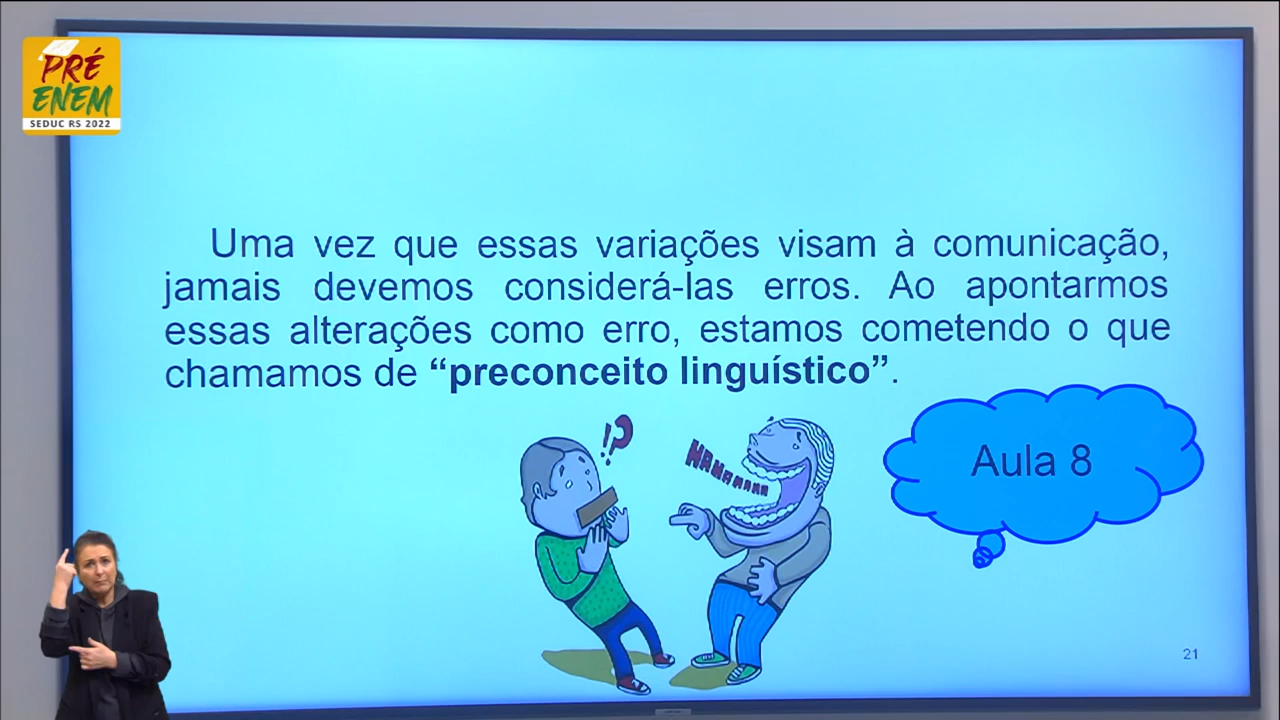 PRÉ
ENEM
SEDUC RS 2022
Uma vez que essas variações visam à comunicação,
jamais devemos considerá-las erros. Ao apontarmos
essas alterações como erro, estamos cometendo o que
chamamos de “preconceito linguístico”.
!?
HAHAHAHA
Aula 8
21